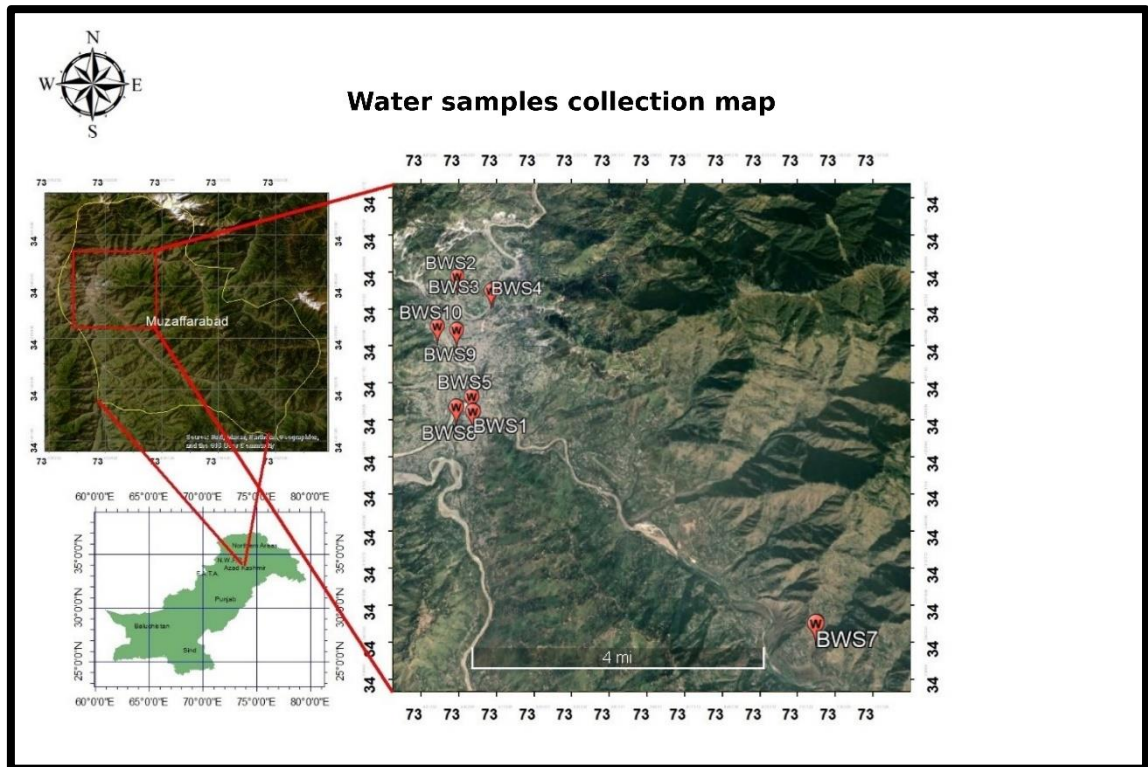 N
W E
S
Water samples collection map
73 73 73 73 73 73 73 73 73 73 73 73 73
73 73 73 73 73
34 34 34 34 34
34 34 34 34 34
Muzaffarabad
73 73 73 73 73
34 34 34 34 34 34 34 34 34 34 34 34 34 34
34 34 34 34 34 34 34 34 34 34 34 34 34 34
BWS2
BWS3 BWS4
BWS10
BWS9
BWS5
BWS1
BWS8
BWS7
4 mi
73 73 73 73 73 73 73 73 73 73 73 73 73
60°0'0"E 65°0'0"E 70°0'0"E 75°0'0"E 80°0'0"E
35°0'0"N
30°0'0"N
25°0'0"N
35°0'0"N
30°0'0"N
25°0'0"N
Northern Areas
N.W.F.P.
F.A.T.A.
Azad Kashmir
Punjab
Baluchistan
Sind
60°0'0"E 65°0'0"E 70°0'0"E 75°0'0"E 80°0'0"E